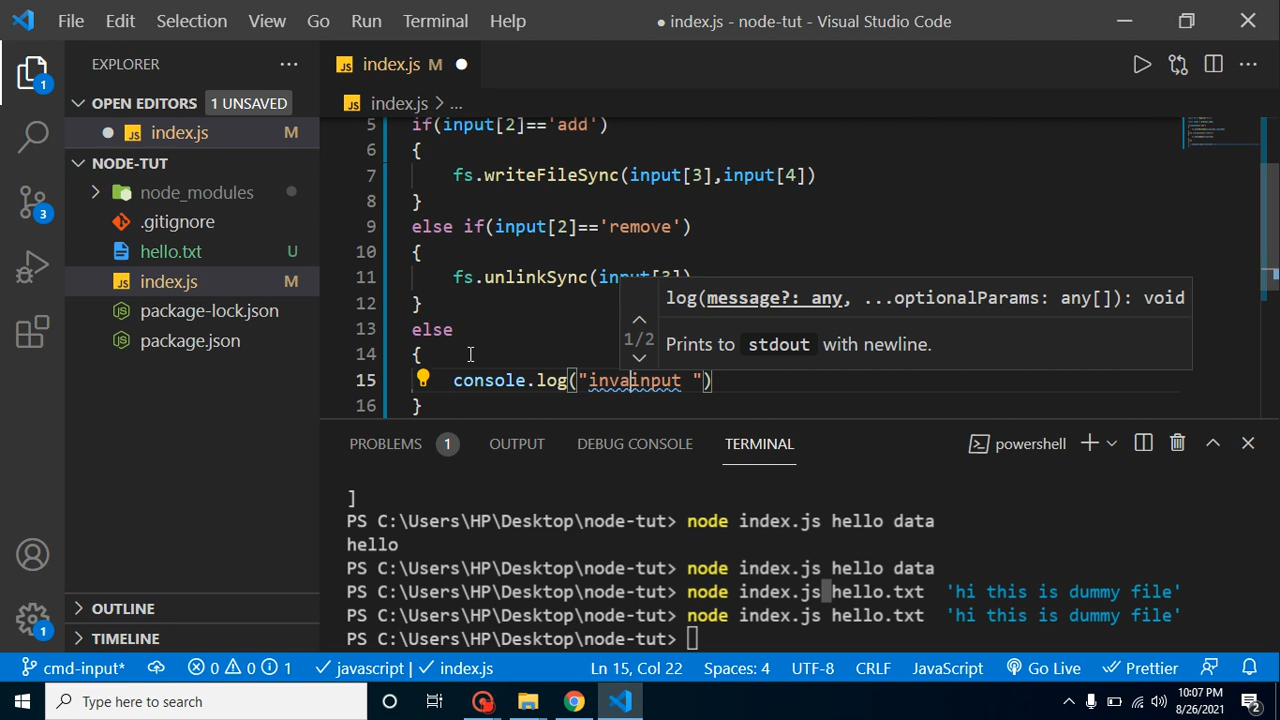 File Edit Selection View Go Run Terminal Help ● index.js - node-tut - Visual Studio Code
EXPLORER
OPEN EDITORS 1 UNSAVED
index.js M
NODE-TUT
node_modules
.gitignore
hello.txt U
index.js M
package-lock.json
package.json
OUTLINE
TIMELINE
1
3
1
JS index.js M
JS index.js > ...
5 if(input[2]=='add')
6 {
7 fs.writeFileSync(input[3],input[4])
8 }
9 else if(input[2]=='remove')
10 {
11 fs.unlinkSync(input[3])
12 }
13 else
14 {
15 console.log("invainput ")
16 }
log(message?: any, ...optionalParams: any[]): void
1/2
Prints to stdout with newline.
PROBLEMS 1 OUTPUT DEBUG CONSOLE TERMINAL powershell
]
PS C:\Users\HP\Desktop\node-tut> node index.js hello data
hello
PS C:\Users\HP\Desktop\node-tut> node index.js hello data
PS C:\Users\HP\Desktop\node-tut> node index.js hello.txt 'hi this is dummy file'
PS C:\Users\HP\Desktop\node-tut> node index.js hello.txt 'hi this is dummy file'
PS C:\Users\HP\Desktop\node-tut>
cmd-input* 0 0 1 javascript | index.js Ln 15, Col 22 Spaces: 4 UTF-8 CRLF JavaScript Go Live Prettier
Type here to search
10:07 PM
8/26/2021
2